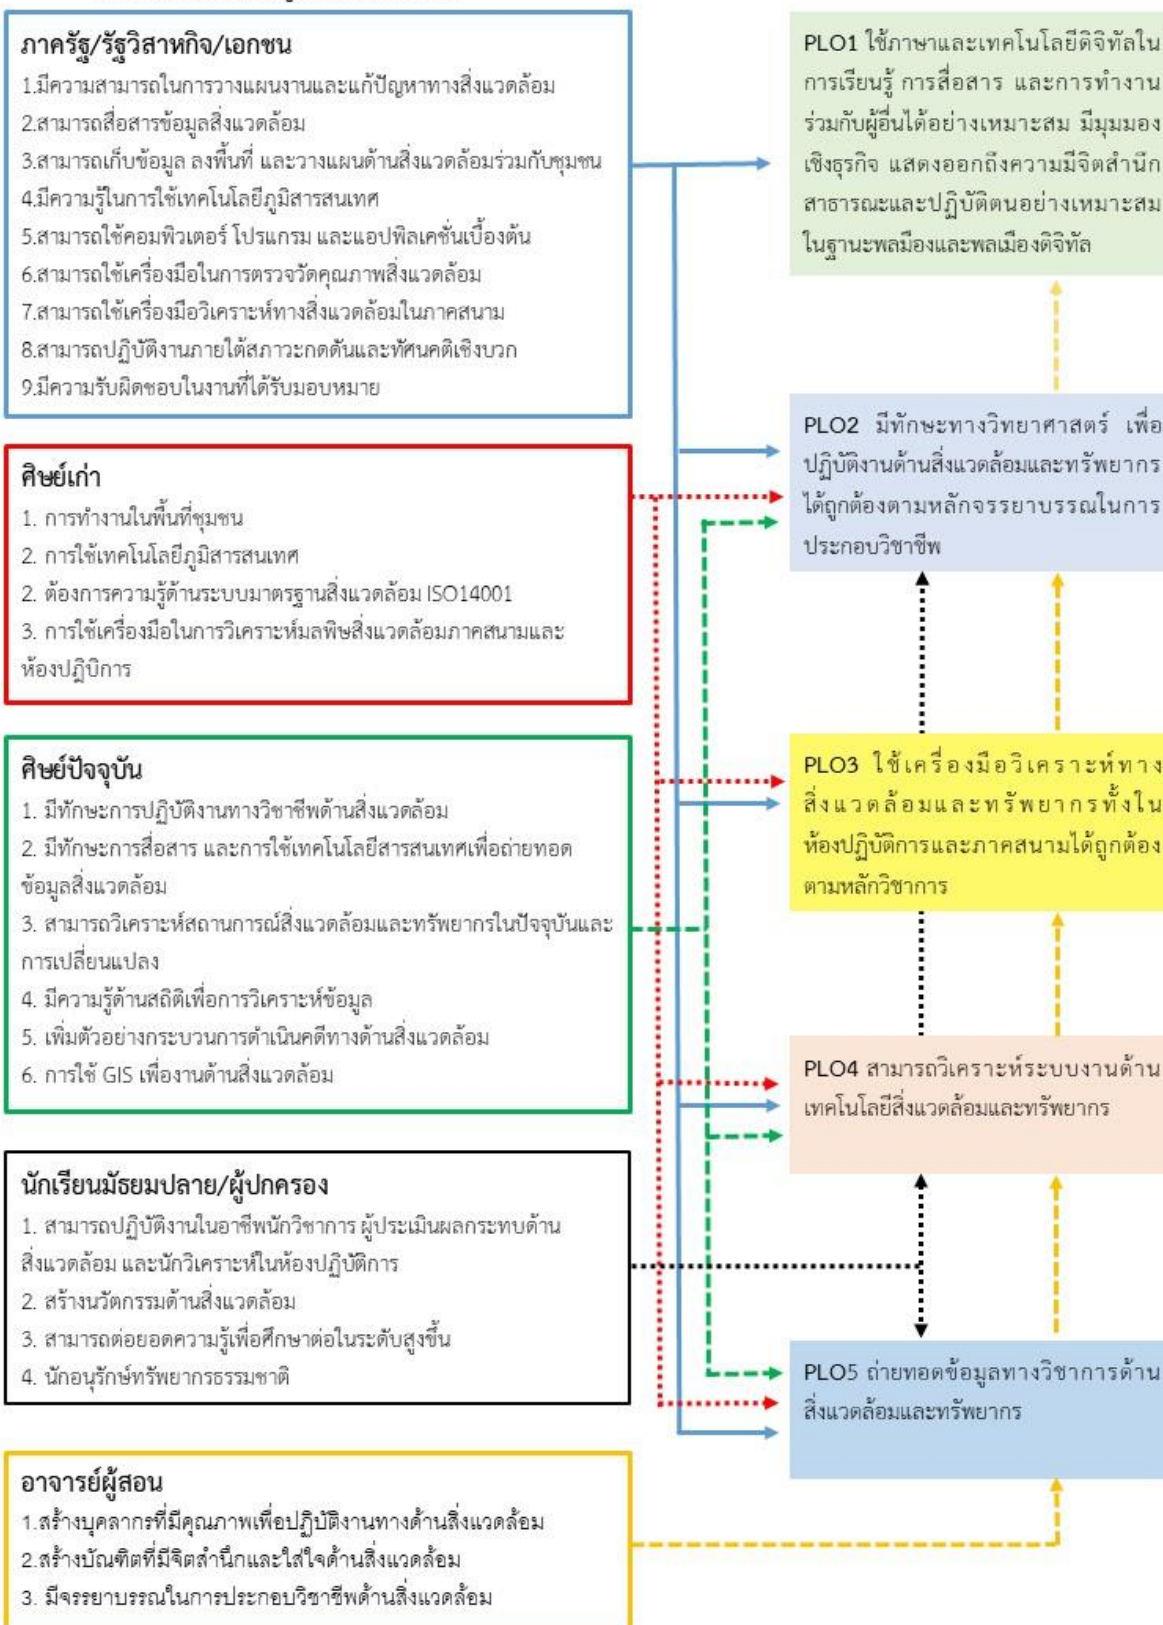 ภาครัฐ/รัฐวิสาหกิจ/เอกชน
1.มีความสามารถในการวางแผนงานและแก้ปัญหาทางสิ่งแวดล้อม
2.สามารถสื่อสารข้อมูลสิ่งแวดล้อม
3.สามารถเก็บข้อมูล ลงพื้นที่ และวางแผนด้านสิ่งแวดล้อมร่วมกับชุมชน
4.มีความรู้ในการใช้เทคโนโลยีภูมิสารสนเทศ
5.สามารถใช้คอมพิวเตอร์ โปรแกรม และแอปพิลเคชั่นเบื้องต้น
6.สามารถใช้เครื่องมือในการตรวจวัดคุณภาพสิ่งแวดล้อม
7.สามารถใช้เครื่องมือวิเคราะห์ทางสิ่งแวดล้อมในภาคสนาม
8.สามารถปฏิบัติงานภายใต้สภาวะกดดันและทัศนคติเชิงบวก
9.มีความรับผิดชอบในงานที่ได้รับมอบหมาย
ศิษย์เก่า
1. การทำงานในพื้นที่ชุมชน
2. การใช้เทคโนโลยีภูมิสารสนเทศ
2. ต้องการความรู้ด้านระบบมาตรฐานสิ่งแวดล้อม ISO14001
3. การใช้เครื่องมือในการวิเคราะห์มลพิษสิ่งแวดล้อมภาคสนามและ
ห้องปฏิบิการ
ศิษย์ปัจจุบัน
1. มีทักษะการปฏิบัติงานทางวิชาชีพด้านสิ่งแวดล้อม
2. มีทักษะการสื่อสาร และการใช้เทคโนโลยีสารสนเทศเพื่อถ่ายทอด
ข้อมูลสิ่งแวดล้อม
3. สามารถวิเคราะห์สถานการณ์สิ่งแวดล้อมและทรัพยากรในปัจจุบันและ
การเปลี่ยนแปลง
4. มีความรู้ด้านสถิติเพื่อการวิเคราะห์ข้อมูล
5. เพิ่มตัวอย่างกระบวนการดำเนินคดีทางด้านสิ่งแวดล้อม
6. การใช้ GIS เพื่องานด้านสิ่งแวดล้อม
นักเรียนมัธยมปลาย/ผู้ปกครอง
1. สามารถปฏิบัติงานในอาชีพนักวิชาการ ผู้ประเมินผลกระทบด้าน
สิ่งแวดล้อม และนักวิเคราะห์ในห้องปฏิบัติการ
2. สร้างนวัตกรรมด้านสิ่งแวดล้อม
3. สามารถต่อยอดความรู้เพื่อศึกษาต่อในระดับสูงขึ้น
4. นักอนุรักษ์ทรัพยากรธรรมชาติ
อาจารย์ผู้สอน
1.สร้างบุคลากรที่มีคุณภาพเพื่อปฏิบัติงานทางด้านสิ่งแวดล้อม
2.สร้างบัณฑิตที่มีจิตสำนึกและใส่ใจด้านสิ่งแวดล้อม
3. มีจรรยาบรรณในการประกอบวิชาชีพด้านสิ่งแวดล้อม
PLO1 ใช้ภาษาและเทคโนโลยีดิจิทัลใน
การเรียนรู้ การสื่อสาร และการทำงาน
ร่วมกับผู้อื่นได้อย่างเหมาะสม มีมุมมอง
เชิงธุรกิจ แสดงออกถึงความมีจิตสำนึก
สาธารณะและปฏิบัติตนอย่างเหมาะสม
ในฐานะพลมืองและพลเมืองดิจิทัล
PLO2 มีทักษะทางวิทยาศาสตร์ เพื่อ
ปฏิบัติงานด้านสิ่งแวดล้อมและทรัพยากร
ได้ถูกต้องตามหลักจรรยาบรรณในการ
ประกอบวิชาชีพ
PLO3 ใช้เครื่องมือวิเคราะห์ทาง
สิ่งแวดล้อมและทรัพยากรทั้งใน
ห้องปฏิบัติการและภาคสนามได้ถูกต้อง
ตามหลักวิชาการ
PLO4 สามารถวิเคราะห์ระบบงานด้าน
เทคโนโลยีสิ่งแวดล้อมและทรัพยากร
PLO5 ถ่ายทอดข้อมูลทางวิชาการด้าน
สิ่งแวดล้อมและทรัพยากร